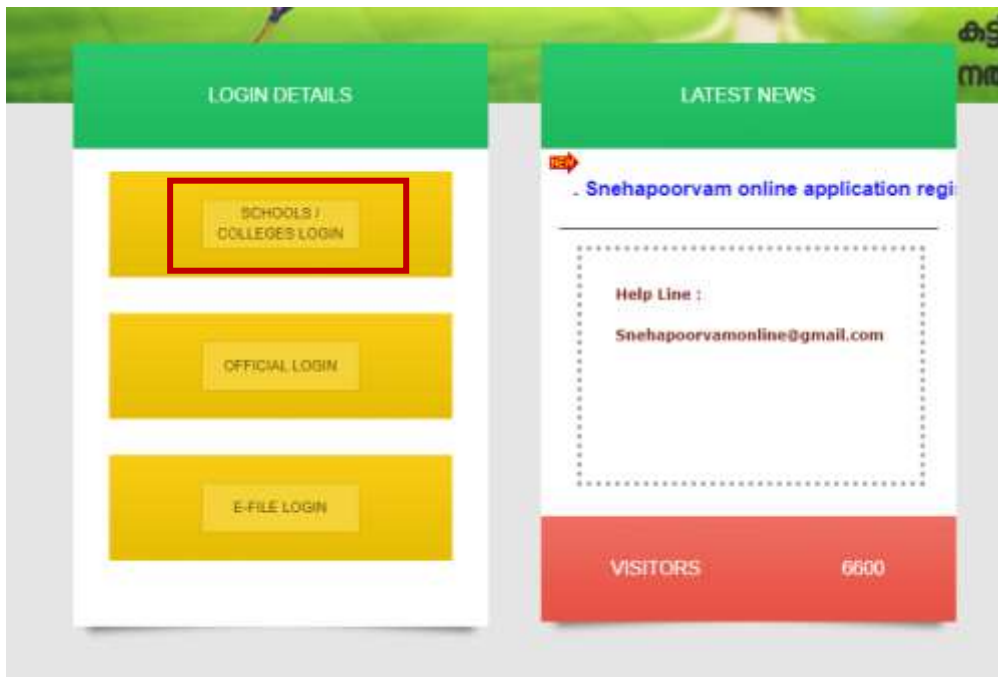 LOGIN DETAILS
SCHOOLS /
COLLEGES LOGIN
OFFICIAL LOGIN
E-FILE LOGIN
LATEST NEWS
NEW
. Snehapoorvam online application regi
Help Line :
Snehapoorvamonline@gmail.com
VISITORS 6600